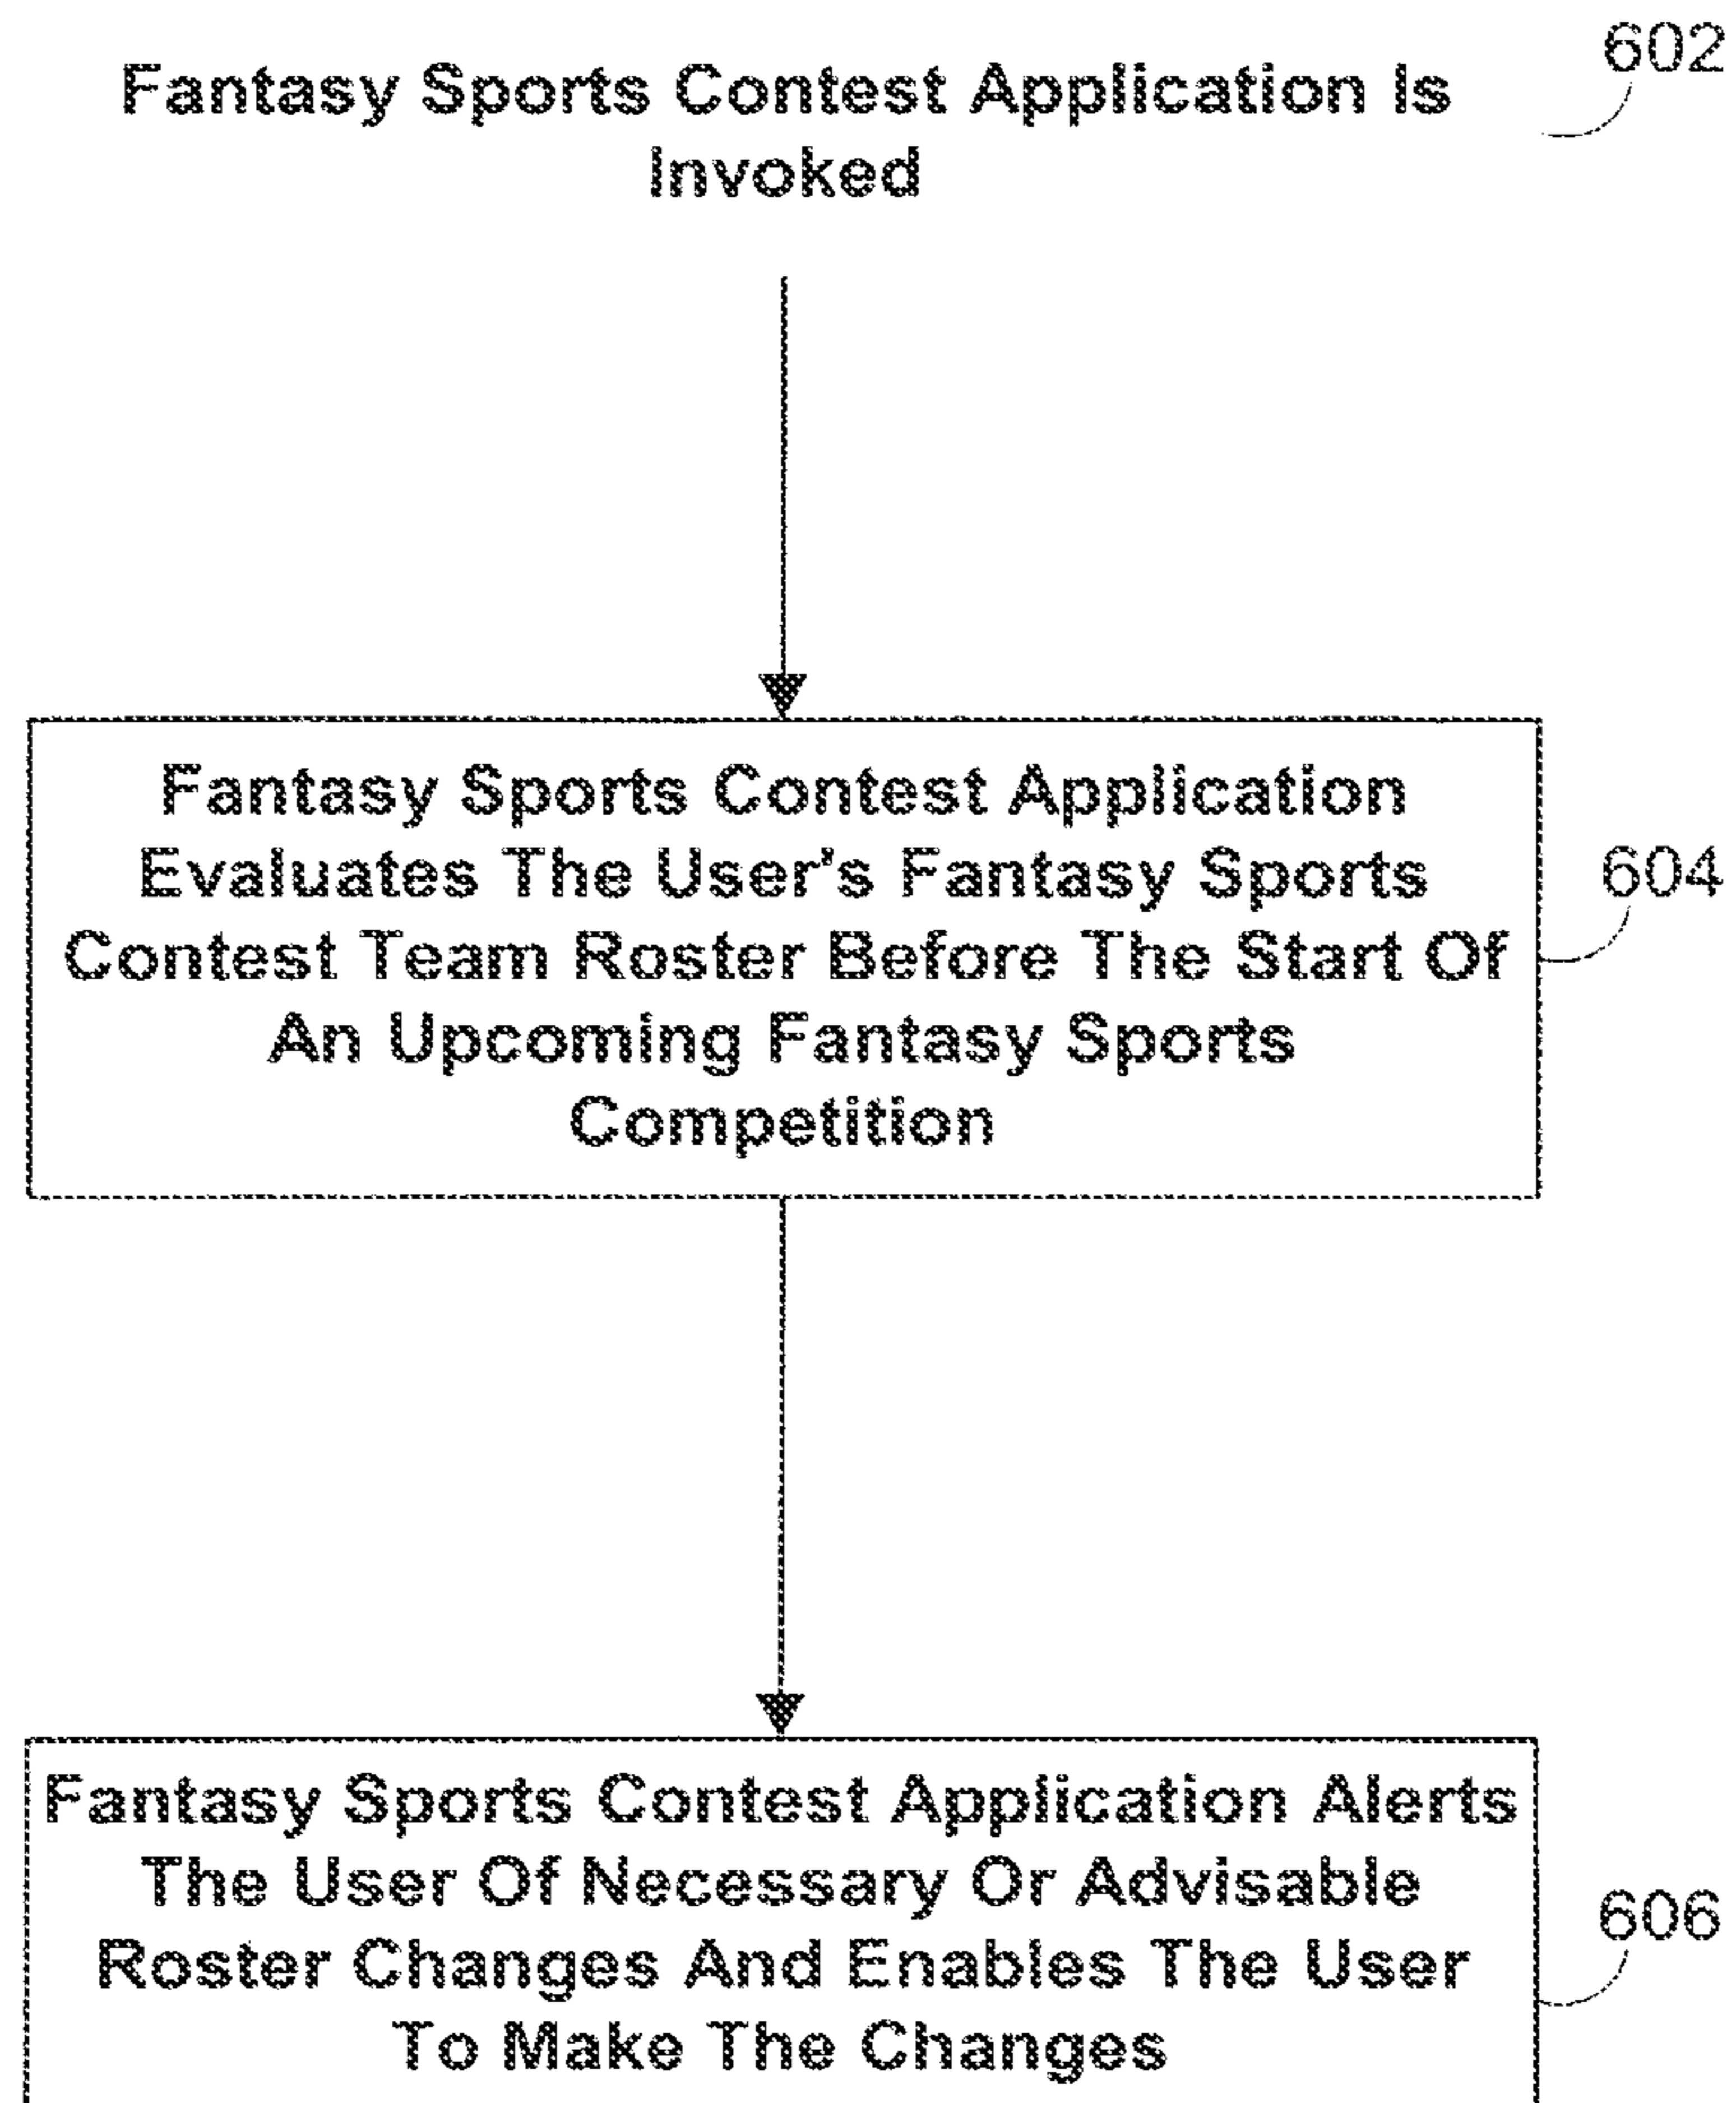 602
Fantasy Sports Contest Application Is
Invoked
Fantasy Sports Contest Application
Evaluates The User's Fantasy Sports
Contest Team Roster Before The Start Of
An Upcoming Fantasy Sports
Competition
604
Fantasy Sports Contest Application Alerts
The User Of Necessary Or Advisable
Roster Changes And Enables The User
To Make The Changes
606